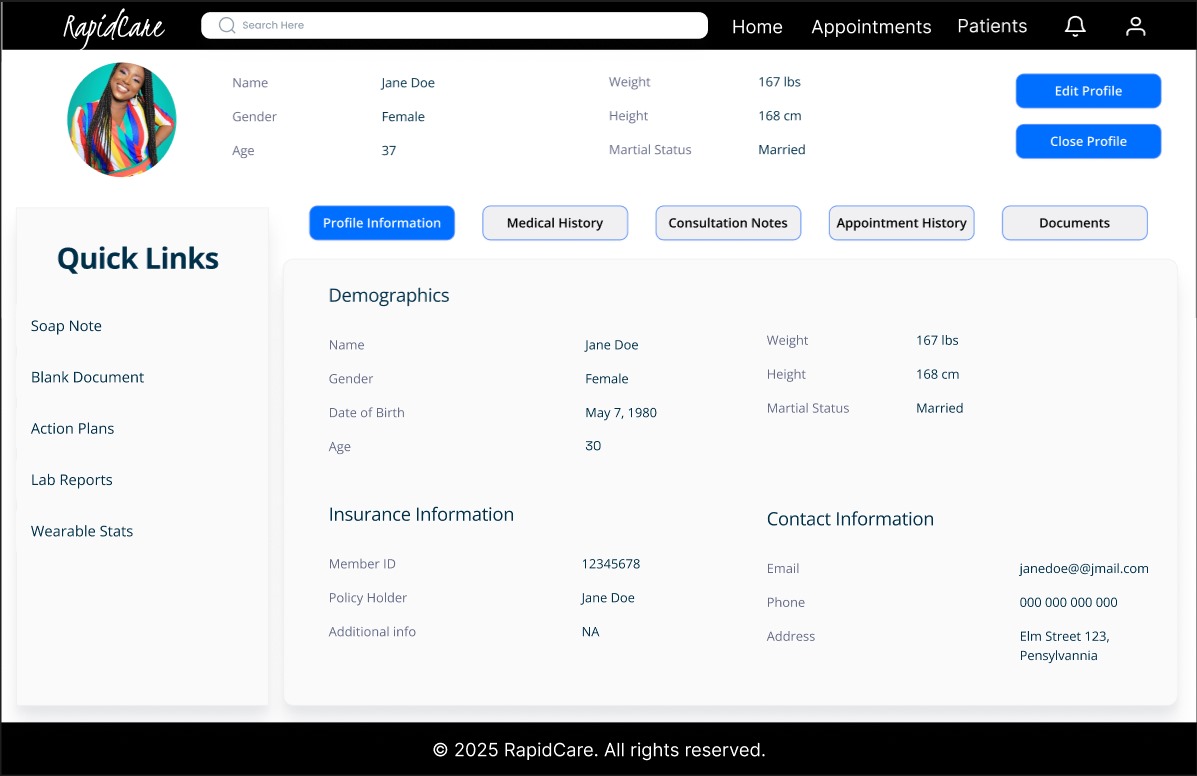 RapidCare
Search Here
Home
Appointments
Patients
Name Jane Doe
Gender Female
Age 37
Weight 167 lbs
Height 168 cm
Martial Status Married
Edit Profile
Close Profile
Quick Links
Soap Note
Blank Document
Action Plans
Lab Reports
Wearable Stats
Profile Information
Medical History
Consultation Notes
Appointment History
Documents
Demographics
Name Jane Doe
Gender Female
Date of Birth May 7, 1980
Age 30
Weight 167 lbs
Height 168 cm
Martial Status Married
Insurance Information
Member ID 12345678
Policy Holder Jane Doe
Additional info NA
Contact Information
Email janedoe@@jmail.com
Phone 000 000 000 000
Address Elm Street 123,
Pensylvannia
© 2025 RapidCare. All rights reserved.